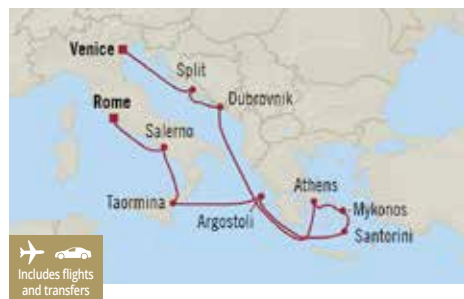 Venice
Split
Rome
Dubrovnik
Salerno
Athens
Taormina
Mykonos
Argostoli
Santorini
Includes flights
and transfers